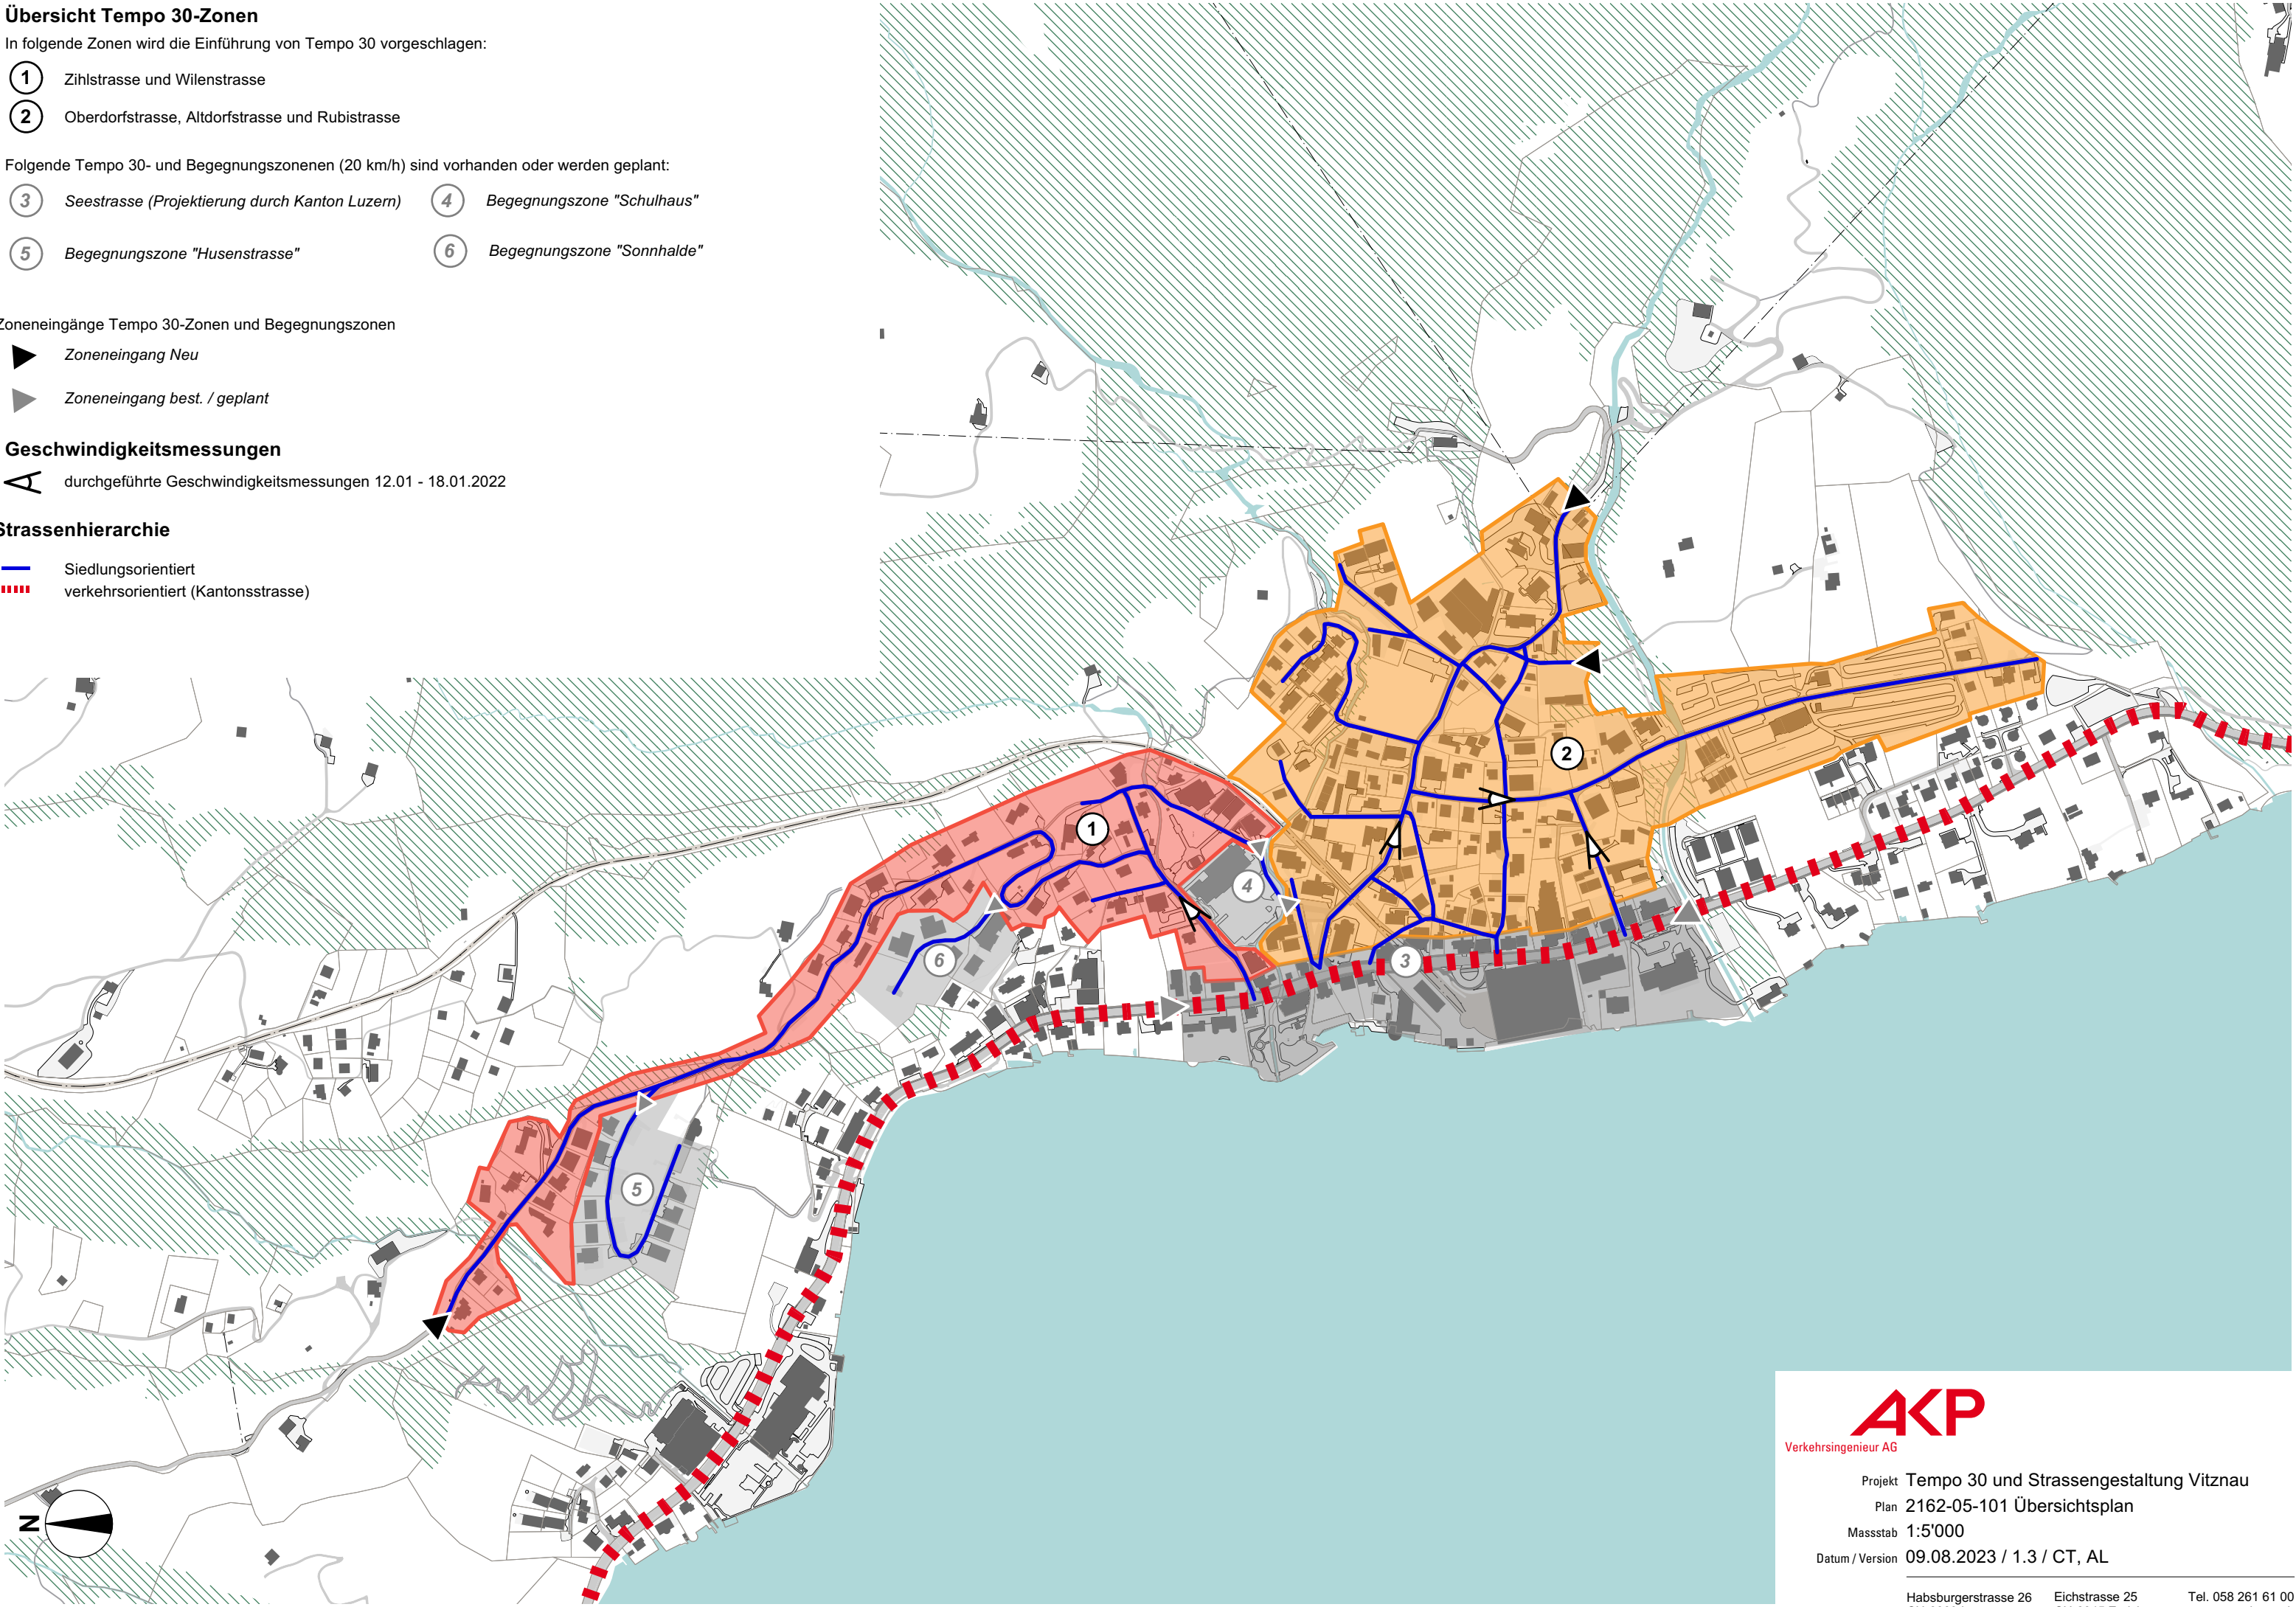 Übersicht Tempo 30-Zonen
In folgende Zonen wird die Einführung von Tempo 30 vorgeschlagen:
1 Zihlstrasse und Wilenstrasse
2 Oberdorfstrasse, Altdorfstrasse und Rubistrasse
Folgende Tempo 30- und Begegnungszonenen (20 km/h) sind vorhanden oder werden geplant:
3 Seestrasse (Projektierung durch Kanton Luzern) 4 Begegnungszone "Schulhaus"
5 Begegnungszone "Husenstrasse" 6 Begegnungszone "Sonnhalde"
Zoneneingänge Tempo 30-Zonen und Begegnungszonen
Zoneneingang Neu
Zoneneingang best. / geplant
Geschwindigkeitsmessungen
durchgeführte Geschwindigkeitsmessungen 12.01 - 18.01.2022
Strassenhierarchie
Siedlungsorientiert
verkehrsorientiert (Kantonsstrasse)
2
1
4
6
3
5
N
AKP
Verkehrsingenieur AG
Projekt Tempo 30 und Strassengestaltung Vitznau
Plan 2162-05-101 Übersichtsplan
Massstab 1:5'000
Datum / Version 09.08.2023 / 1.3 / CT, AL
Habsburgerstrasse 26 Eichstrasse 25 Tel. 058 261 61 00